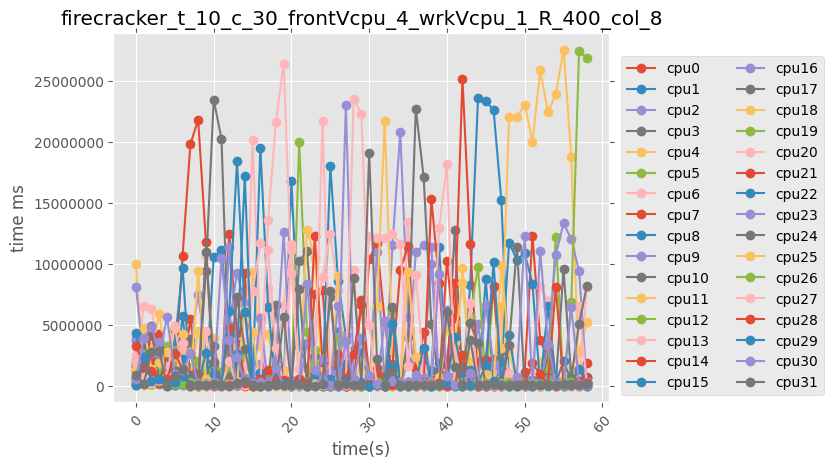 firecracker_t_10_c_30_frontVcpu_4_wrkVcpu_1_R_400_col_8
time ms
25000000
20000000
15000000
10000000
5000000
0
0
10
20
30
40
50
60
time(s)
cpu0
cpu1
cpu2
cpu3
cpu4
cpu5
cpu6
cpu7
cpu8
cpu9
cpu10
cpu11
cpu12
cpu13
cpu14
cpu15
cpu16
cpu17
cpu18
cpu19
cpu20
cpu21
cpu22
cpu23
cpu24
cpu25
cpu26
cpu27
cpu28
cpu29
cpu30
cpu31